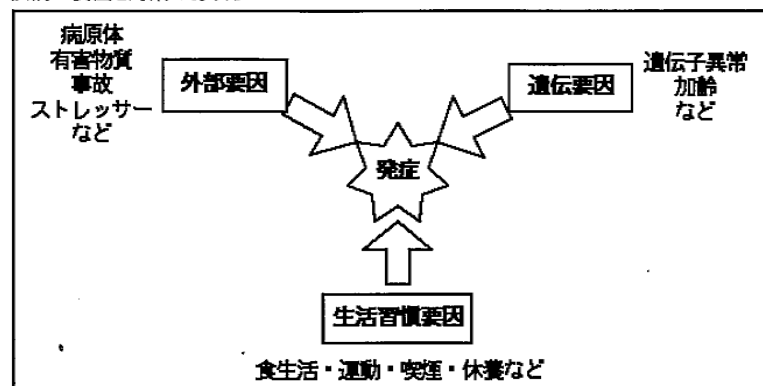 病原体
有害物質
事故
ストレッサー
など
外部要因
遺伝要因
遺伝子異常
加齢
など
発症
生活習慣要因
食生活・運動・喫煙・休養など